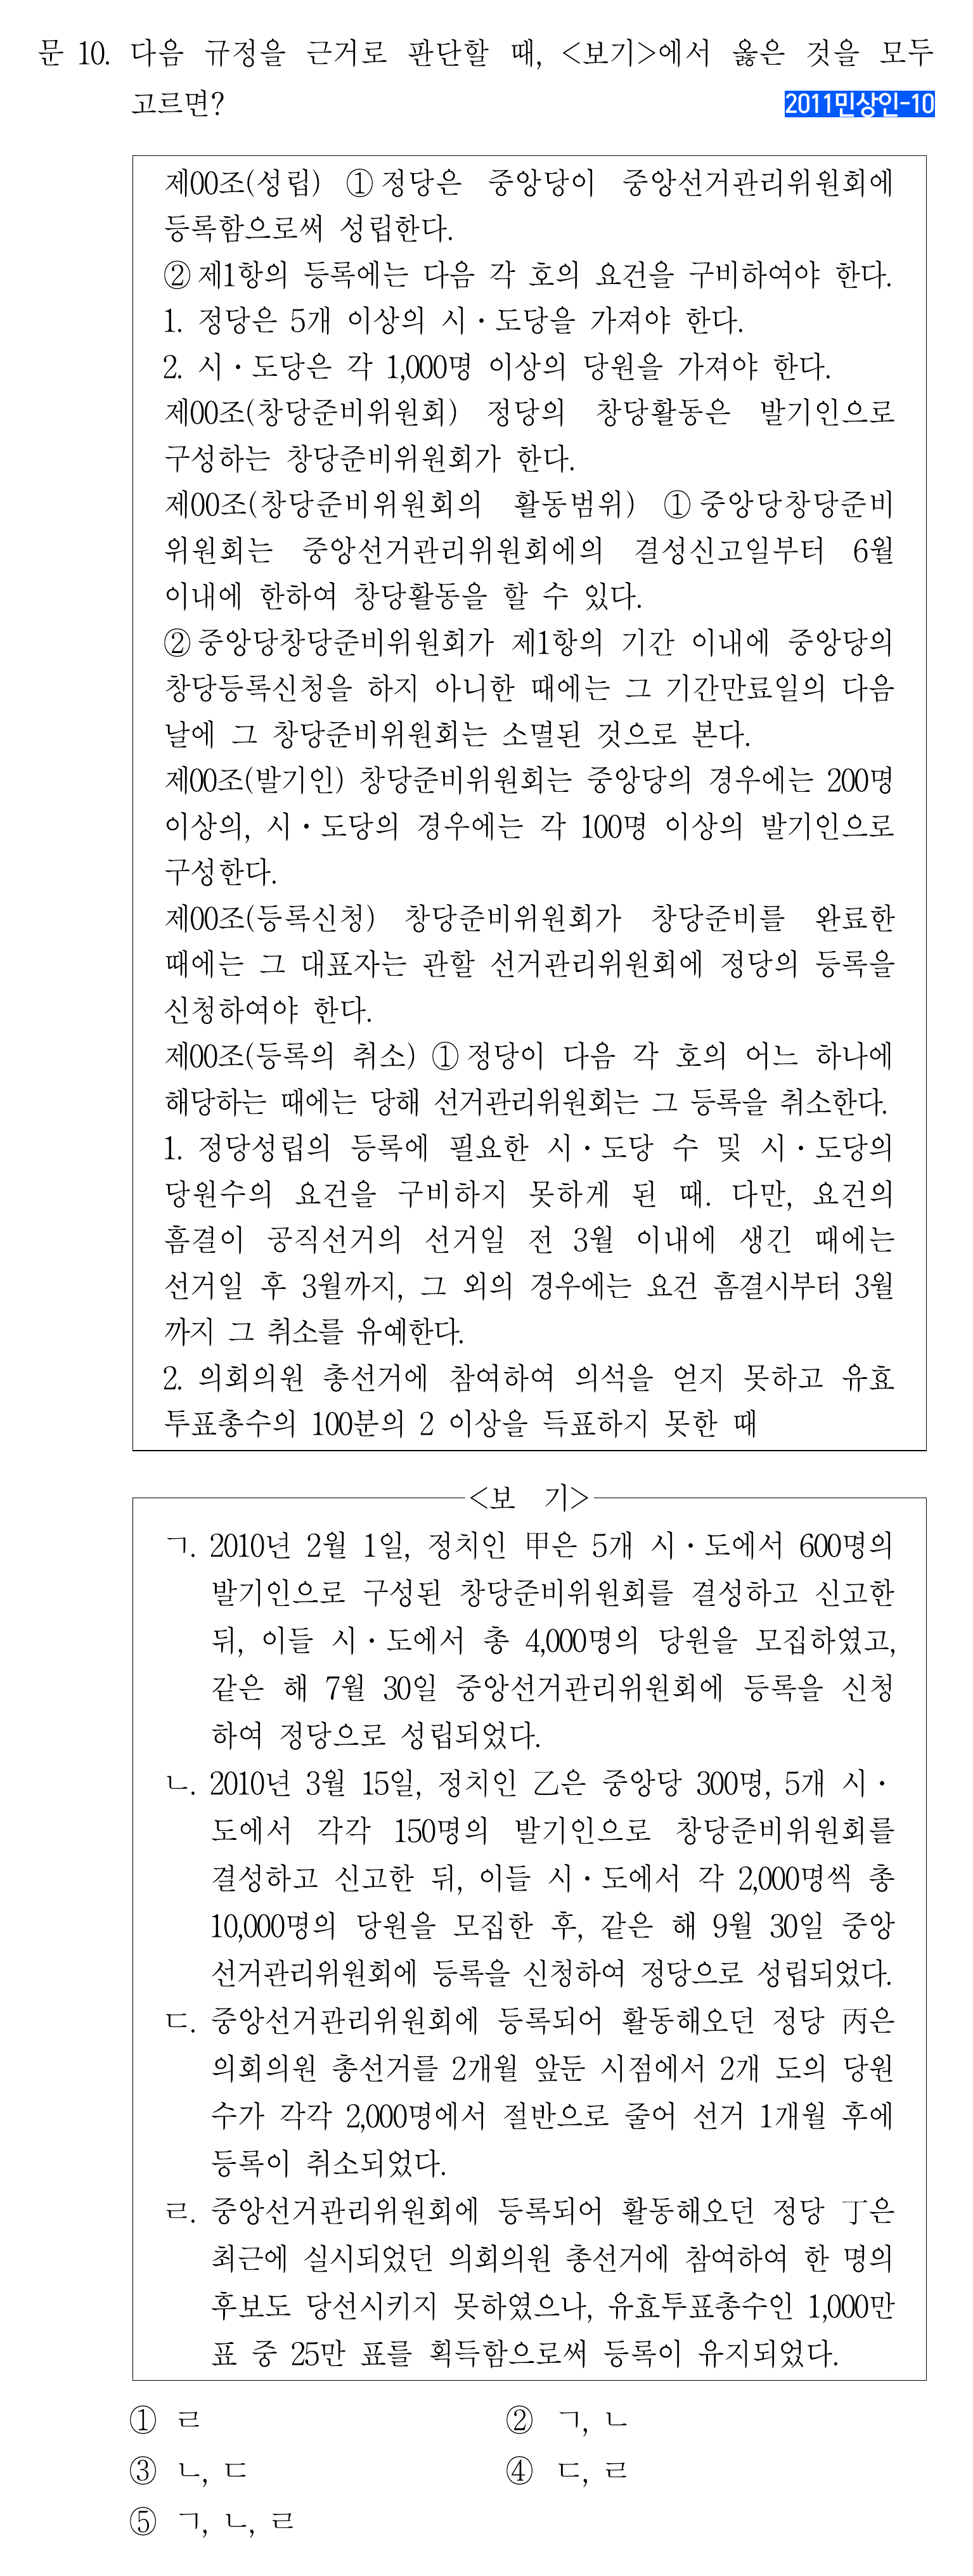 문 10. 다음 규정을 근거로 판단할 때, <보기>에서 옳은 것을 모두
고르면?
2011민상인-10
제00조(성립) ① 정당은 중앙당이 중앙선거관리위원회에
등록함으로써 성립한다.
② 제1항의 등록에는 다음 각 호의 요건을 구비하여야 한다.
1. 정당은 5개 이상의 시·도당을 가져야 한다.
2. 시·도당은 각 1,000명 이상의 당원을 가져야 한다.
제00조(창당준비위원회) 정당의 창당활동은 발기인으로
구성하는 창당준비위원회가 한다.
제00조(창당준비위원회의 활동범위) ① 중앙당창당준비
위원회는 중앙선거관리위원회에의 결성신고일부터 6월
이내에 한하여 창당활동을 할 수 있다.
② 중앙당창당준비위원회가 제1항의 기간 이내에 중앙당의
창당등록신청을 하지 아니한 때에는 그 기간만료일의 다음
날에 그 창당준비위원회는 소멸된 것으로 본다.
제00조(발기인) 창당준비위원회는 중앙당의 경우에는 200명
이상의, 시·도당의 경우에는 각 100명 이상의 발기인으로
구성한다.
제00조(등록신청) 창당준비위원회가 창당준비를 완료한
때에는 그 대표자는 관할 선거관리위원회에 정당의 등록을
신청하여야 한다.
제00조(등록의 취소) ① 정당이 다음 각 호의 어느 하나에
해당하는 때에는 당해 선거관리위원회는 그 등록을 취소한다.
1. 정당성립의 등록에 필요한 시·도당 수 및 시·도당의
당원수의 요건을 구비하지 못하게 된 때. 다만, 요건의
흠결이 공직선거의 선거일 전 3월 이내에 생긴 때에는
선거일 후 3월까지, 그 외의 경우에는 요건 흠결시부터 3월
까지 그 취소를 유예한다.
2. 의회의원 총선거에 참여하여 의석을 얻지 못하고 유효
투표총수의 100분의 2 이상을 득표하지 못한 때
<보 기>
ㄱ. 2010년 2월 1일, 정치인 甲은 5개 시·도에서 600명의
발기인으로 구성된 창당준비위원회를 결성하고 신고한
뒤, 이들 시·도에서 총 4,000명의 당원을 모집하였고,
같은 해 7월 30일 중앙선거관리위원회에 등록을 신청
하여 정당으로 성립되었다.
ㄴ. 2010년 3월 15일, 정치인 乙은 중앙당 300명, 5개 시·
도에서 각각 150명의 발기인으로 창당준비위원회를
결성하고 신고한 뒤, 이들 시·도에서 각 2,000명씩 총
10,000명의 당원을 모집한 후, 같은 해 9월 30일 중앙
선거관리위원회에 등록을 신청하여 정당으로 성립되었다.
ㄷ. 중앙선거관리위원회에 등록되어 활동해오던 정당 丙은
의회의원 총선거를 2개월 앞둔 시점에서 2개 도의 당원
수가 각각 2,000명에서 절반으로 줄어 선거 1개월 후에
등록이 취소되었다.
ㄹ. 중앙선거관리위원회에 등록되어 활동해오던 정당 丁은
최근에 실시되었던 의회의원 총선거에 참여하여 한 명의
후보도 당선시키지 못하였으나, 유효투표총수인 1,000만
표 중 25만 표를 획득함으로써 등록이 유지되었다.
① ㄹ ② ㄱ, ㄴ
③ ㄴ, ㄷ ④ ㄷ, ㄹ
⑤ ㄱ, ㄴ, ㄹ